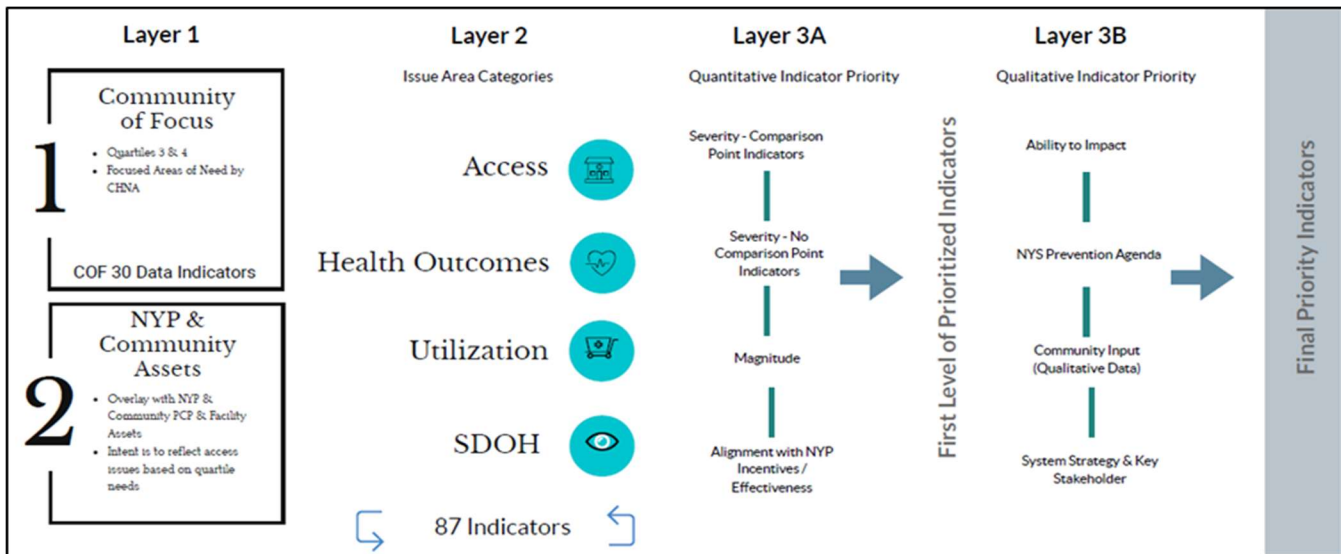 Layer 1
1
Community
of Focus
• Quartiles 3 & 4
• Focused Areas of Need by
CHNA
COF 30 Data Indicators
2
NYP &
Community
Assets
• Overlay with NYP &
Community PCP & Facility
Assets
• Intent is to reflect access
issues based on quartile
needs
Layer 2
Issue Area Categories
Access
Health Outcomes
Utilization
SDOH
87 Indicators
Layer 3A
Quantitative Indicator Priority
Severity - Comparison
Point Indicators
Severity - No
Comparison Point
Indicators
Magnitude
Alignment with NYP
Incentives /
Effectiveness
First Level of Prioritized Indicators
Layer 3B
Qualitative Indicator Priority
Ability to Impact
NYS Prevention Agenda
Community Input
(Qualitative Data)
System Strategy & Key
Stakeholder
Final Priority Indicators